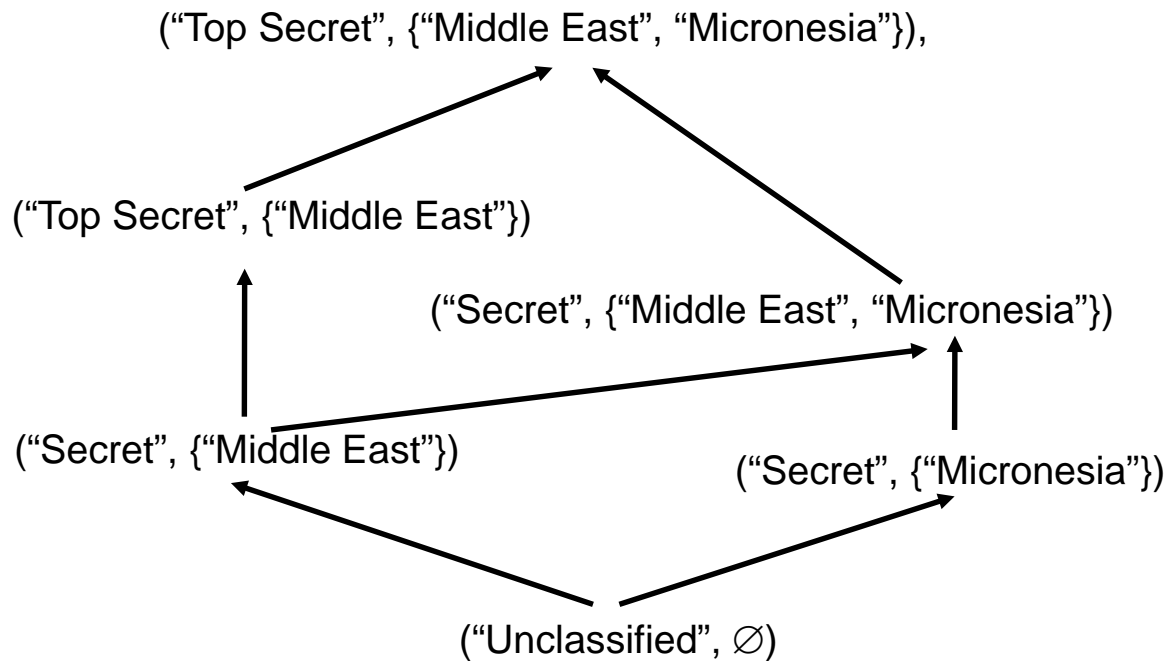 (“Top Secret”, {“Middle East”, “Micronesia”}),
(“Top Secret”, {“Middle East”})
(“Secret”, {“Middle East”, “Micronesia”})
(“Secret”, {“Middle East”})
(“Secret”, {“Micronesia”})
(“Unclassified”, ∅)